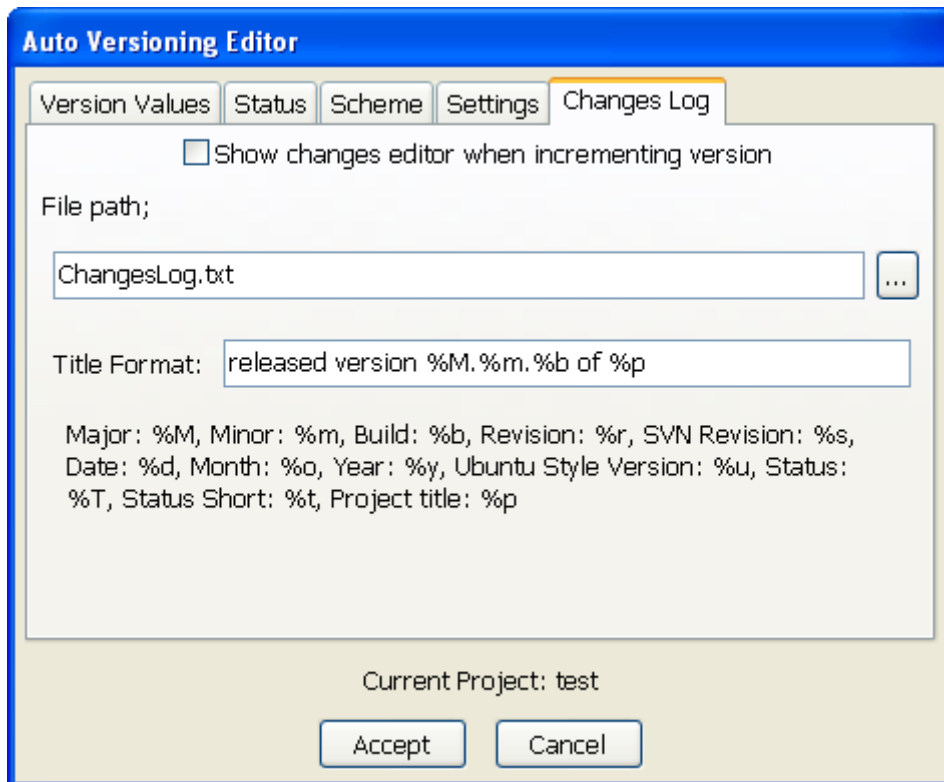 Auto Versioning Editor
Version Values Status Scheme Settings Changes Log
Show changes editor when incrementing version
File path;
ChangesLog.txt ...
Title Format: released version %M.%m.%b of %p
Major: %M, Minor: %m, Build: %b, Revision: %r, SVN Revision: %s,
Date: %d, Month: %o, Year: %y, Ubuntu Style Version: %u, Status:
%T, Status Short: %t, Project title: %p
Current Project: test
Accept Cancel